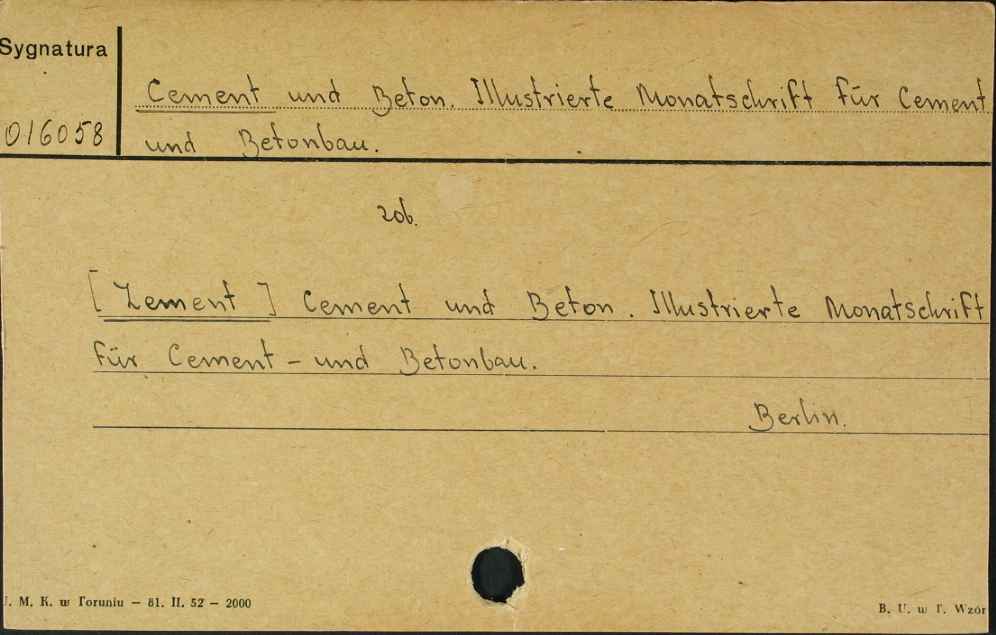 Sygnatura
016058
Cement und Beton. Illustrierte Monatschrift für Cement
und Betonbau.
zob.
[Zement] Cement und Beton. Illustrierte Monatschrift
für Cement - und Betonbau.
Berlin.
M. K. w Toruniu — 81. II. 52 — 2000
B. U. w T. Wzór